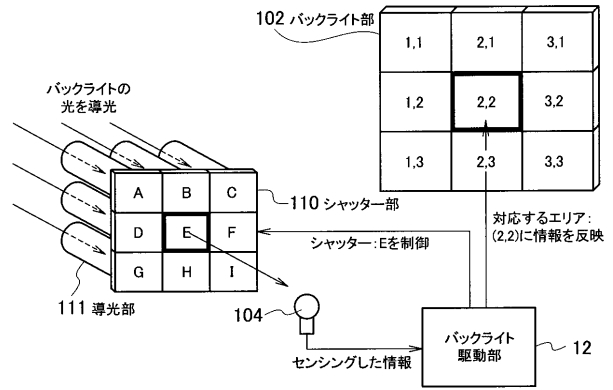 102 バックライト部
1,1 2,1 3,1
1,2 2,2 3,2
1,3 2,3 3,3
バックライトの
光を導光
A B C
D E F
G H I
110 シャッター部
111 導光部
対応するエリア:
(2,2)に情報を反映
シャッター:Eを制御
104
センシングした情報
バックライト
駆動部
12